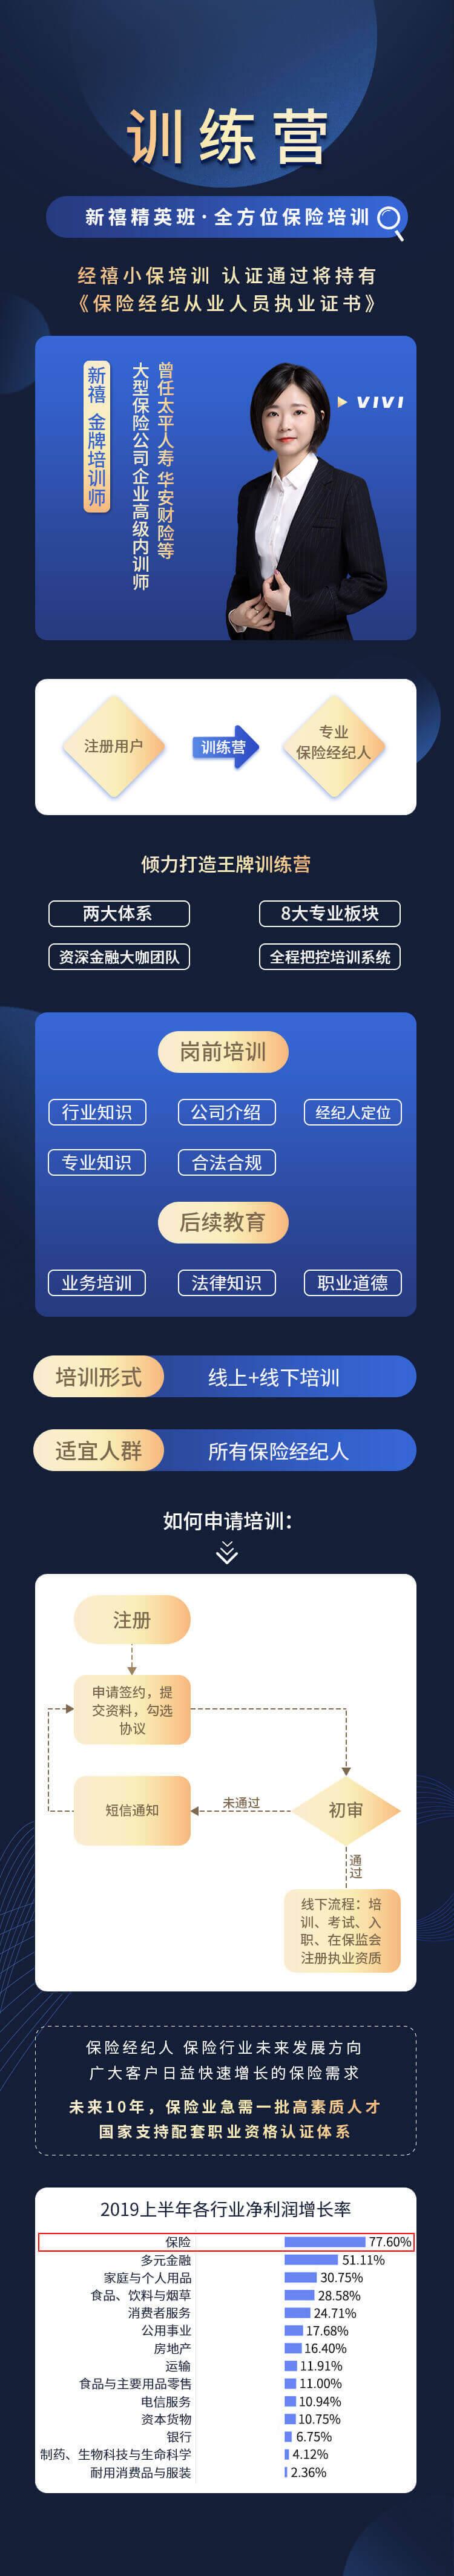 训练营
新禧精英班·全方位保险培训
经禧小保培训 认证通过将持有
《保险经纪从业人员执业证书》
新禧 金牌培训师
曾任太平人寿 华安财险等
大型保险公司企业高级内训师
VIVI
注册用户
训练营
专业
保险经纪人
倾力打造王牌训练营
两大体系
8大专业板块
资深金融大咖团队
全程把控培训系统
岗前培训
行业知识
公司介绍
经纪人定位
专业知识
合法合规
后续教育
业务培训
法律知识
职业道德
培训形式
线上+线下培训
适宜人群
所有保险经纪人
如何申请培训：
注册
申请签约，提
交资料，勾选
协议
短信通知
未通过
初审
通过
线下流程：培
训、考试、入
职、在保监会
注册执业资质
保险经纪人 保险行业未来发展方向
广大客户日益快速增长的保险需求
未来10年，保险业急需一批高素质人才
国家支持配套职业资格认证体系
2019上半年各行业净利润增长率
保险 77.60%
多元金融 51.11%
家庭与个人用品 30.75%
食品、饮料与烟草 28.58%
消费者服务 24.71%
公用事业 17.68%
房地产 16.40%
运输 11.91%
食品与主要用品零售 11.00%
电信服务 10.94%
资本货物 10.75%
银行 6.75%
制药、生物科技与生命科学 4.12%
耐用消费品与服装 2.36%